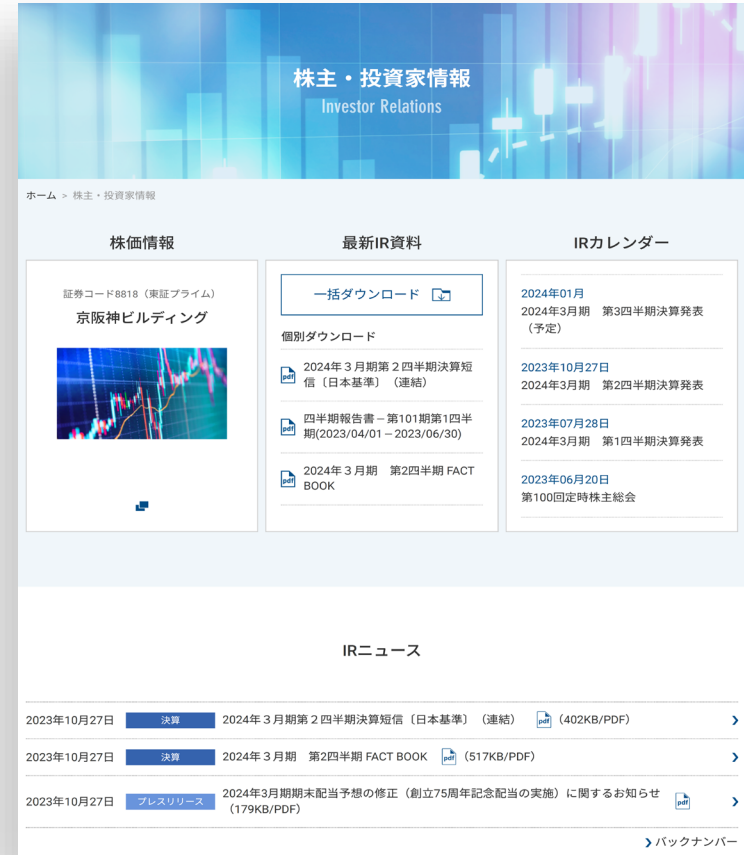 株主・投資家情報
Investor Relations
ホーム > 株主・投資家情報
株価情報
証券コード8818（東証プライム）
京阪神ビルディング
最新IR資料
一括ダウンロード
個別ダウンロード
pdf 2024年３月期第２四半期決算短
信〔日本基準〕（連結）
pdf 四半期報告書－第101期第1四半
期(2023/04/01－2023/06/30)
pdf 2024年３月期　第2四半期 FACT
BOOK
IRカレンダー
2024年01月
2024年3月期　第3四半期決算発表
（予定）
2023年10月27日
2024年3月期　第2四半期決算発表
2023年07月28日
2024年3月期　第1四半期決算発表
2023年06月20日
第100回定時株主総会
IRニュース
2023年10月27日 決算 2024年３月期第２四半期決算短信〔日本基準〕（連結） pdf （402KB/PDF）
2023年10月27日 決算 2024年３月期　第2四半期 FACT BOOK pdf （517KB/PDF）
2023年10月27日 プレスリリース 2024年3月期期末配当予想の修正（創立75周年記念配当の実施）に関するお知らせ pdf
（179KB/PDF）
バックナンバー